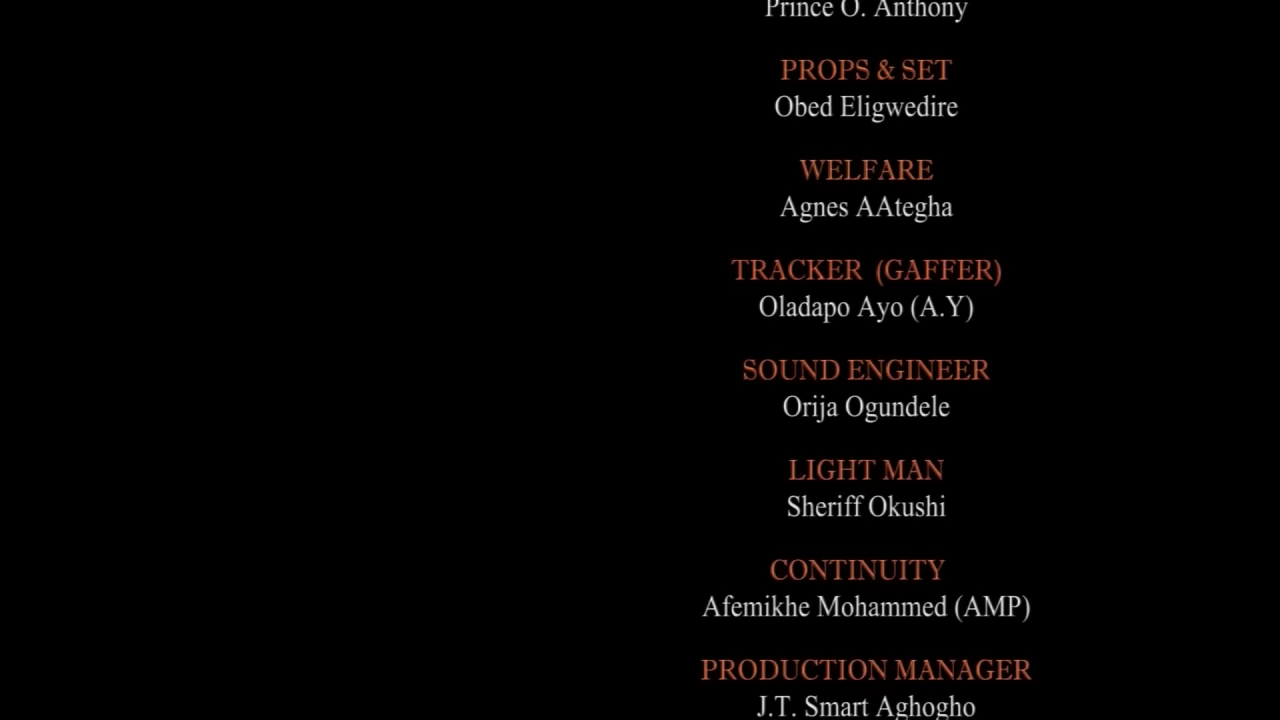 Prince O. Anthony
PROPS & SET
Obed Eligwedire
WELFARE
Agnes AAtegha
TRACKER  (GAFFER)
Oladapo Ayo (A.Y)
SOUND ENGINEER
Orija Ogundele
LIGHT MAN
Sheriff Okushi
CONTINUITY
Afemikhe Mohammed (AMP)
PRODUCTION MANAGER
J.T. Smart Aghogho